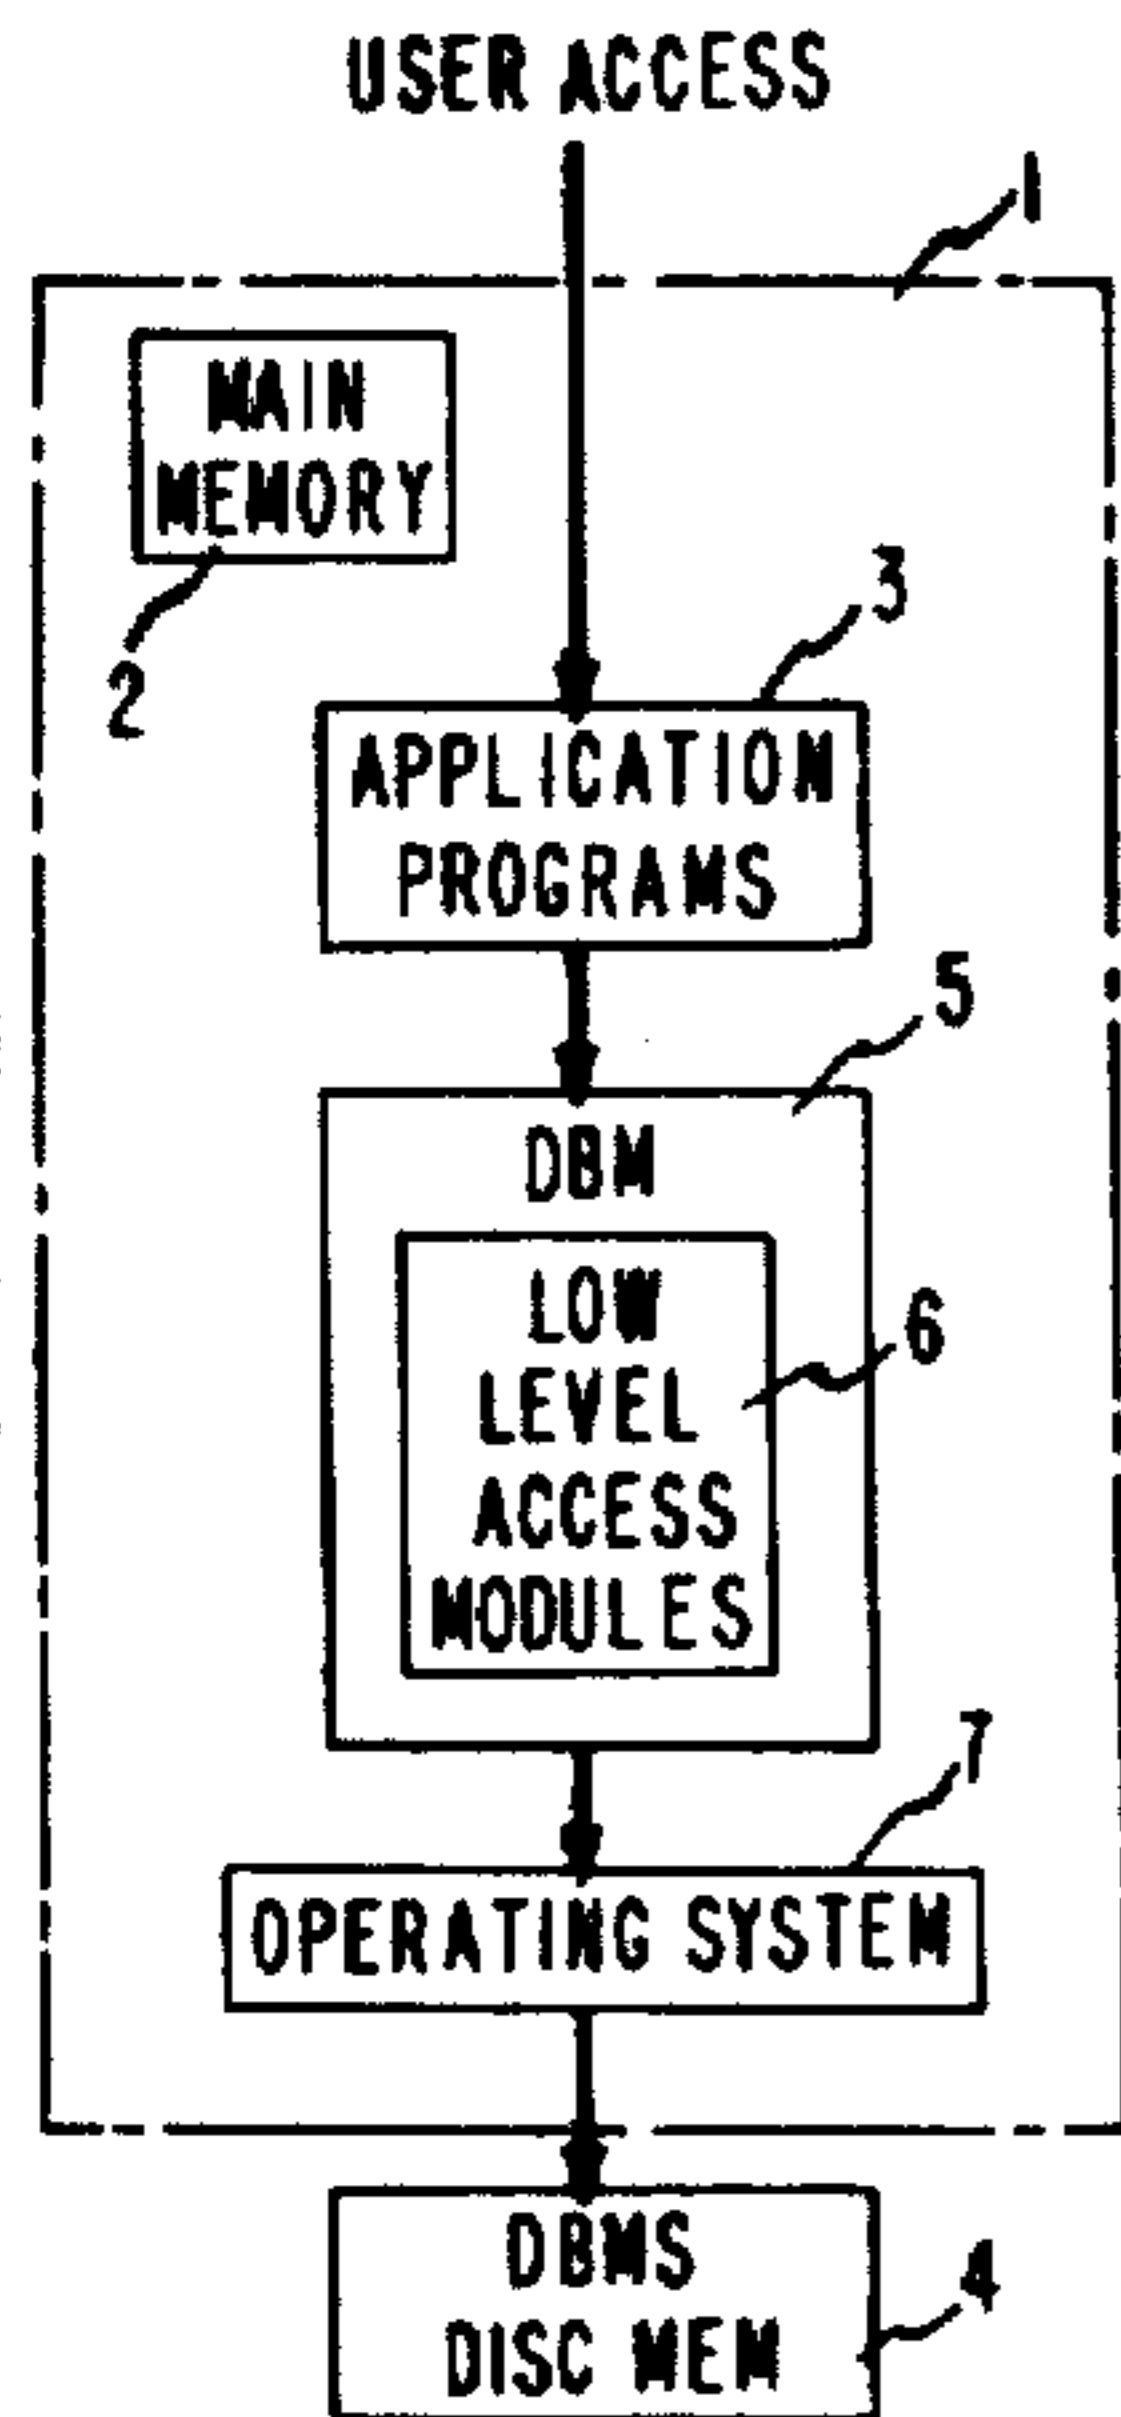 USER ACCESS
1
MAIN
MEMORY
2
3
APPLICATION
PROGRAMS
5
DBM
LOW
LEVEL
ACCESS
MODULES
6
7
OPERATING SYSTEM
DBMS
DISC MEM
4